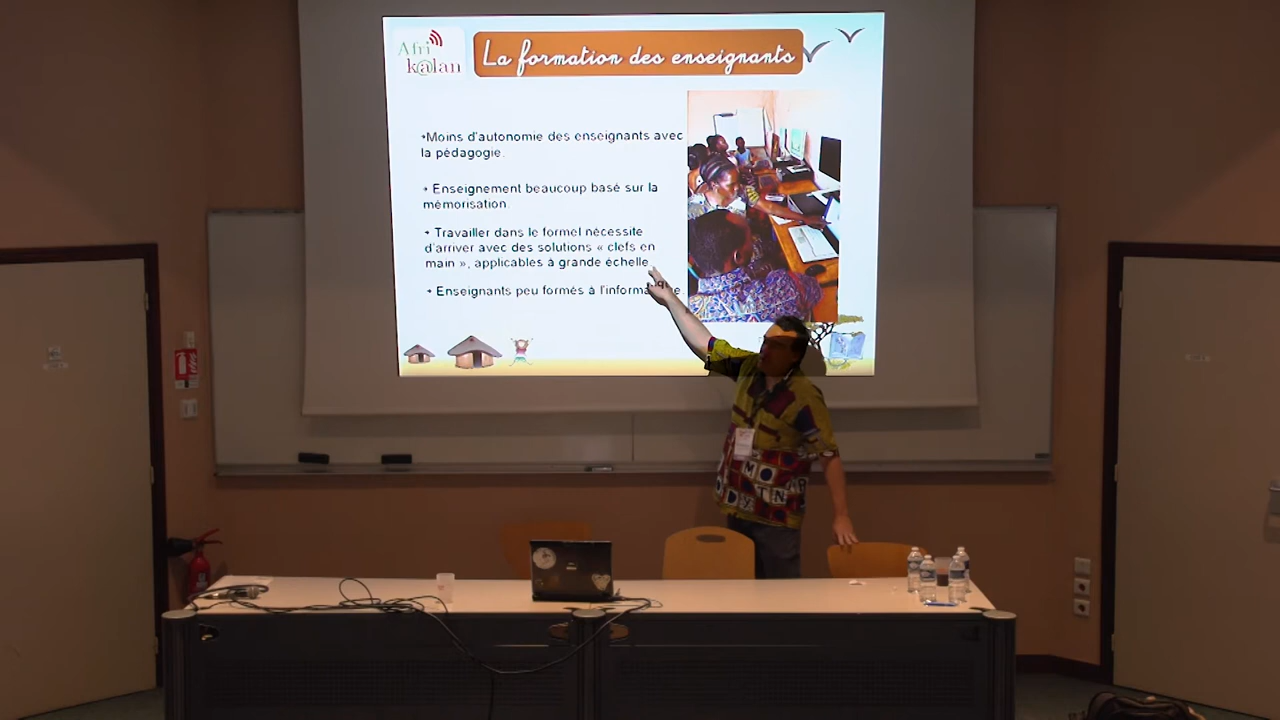 Afri
k@lan
La formation des enseignants
+Moins d'autonomie des enseignants avec
la pédagogie.
+ Enseignement beaucoup basé sur la
mémorisation.
+ Travailler dans le formel nécessite
d'arriver avec des solutions « clefs en
main », applicables à grande échelle.
+ Enseignants peu formés à l'informatique.